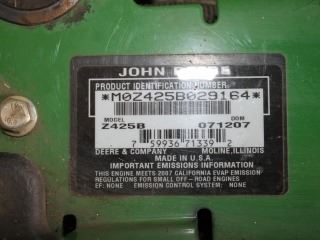 JOHN DEERE
PRODUCT IDENTIFICATION NUMBER
*M0Z425B029164*
MODEL DOM
Z425B 071207
7 59936 71339 2
DEERE & COMPANY MOLINE, ILLINOIS
MADE IN U.S.A.
IMPORTANT EMISSIONS INFORMATION
THIS EQUIP. MEETS 2007 CALIFORNIA EVAP EMISSION
REGULATIONS FOR SMALL OFF-ROAD ENGINES
EF: NONE EMISSION CONTROL SYSTEM: NONE